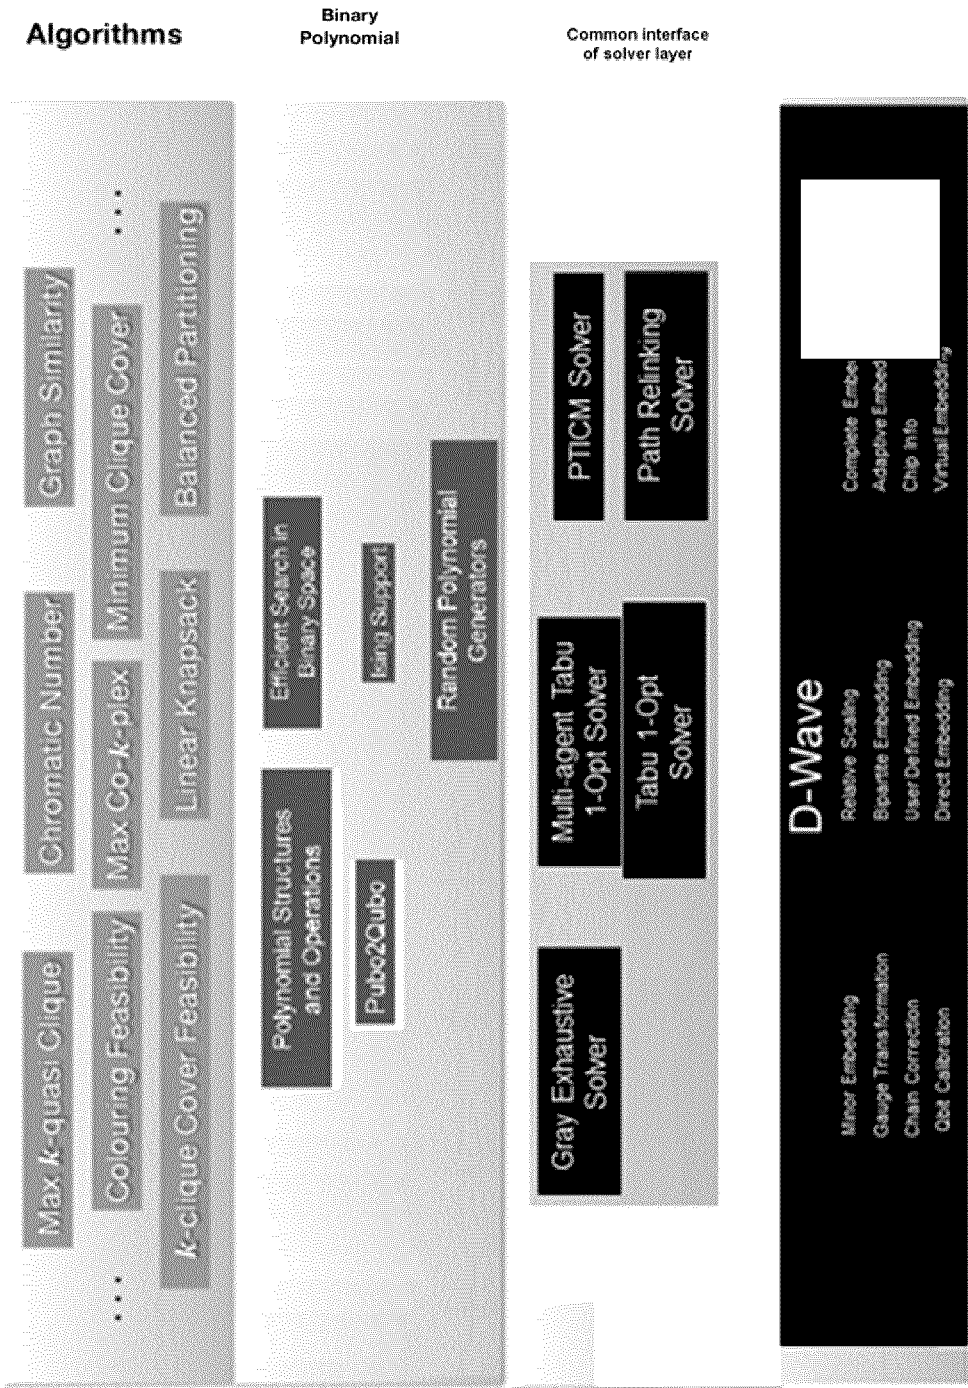 Algorithms
Max k-quasi Clique
Chromatic Number
Graph Similarity
...
Colouring Feasibility
Max Co-k-plex
Minimum Clique Cover
...
k-clique Cover Feasibility
Linear Knapsack
Balanced Partitioning
Binary
Polynomial
Polynomial Structures
and Operations
Efficient Search in
Binary Space
Pubo2Qubo
Ising Support
Random Polynomial
Generators
Common interface
of solver layer
Gray Exhaustive
Solver
Multi-agent Tabu
1-Opt Solver
PTICM Solver
Tabu 1-Opt
Solver
Path Relinking
Solver
D-Wave
Minor Embedding
Gauge Transformation
Chain Correction
Qbit Calibration
Relative Scaling
Bipartite Embedding
User Defined Embedding
Direct Embedding
Complete Embe
Adaptive Embed
Chip Info
Virtual Embedding